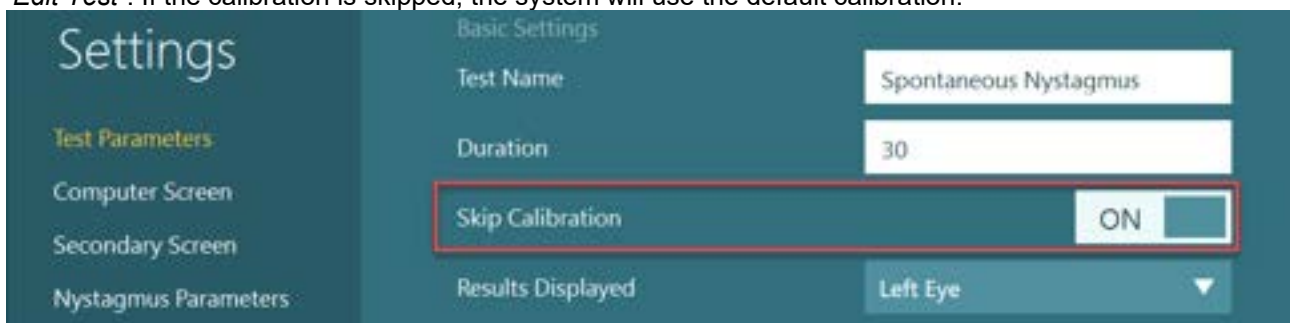 "Edit Test". If the calibration is skipped, the system will use the default calibration.
Settings
Test Parameters
Computer Screen
Secondary Screen
Nystagmus Parameters
Basic Settings
Test Name Spontaneous Nystagmus
Duration 30
Skip Calibration ON
Results Displayed Left Eye